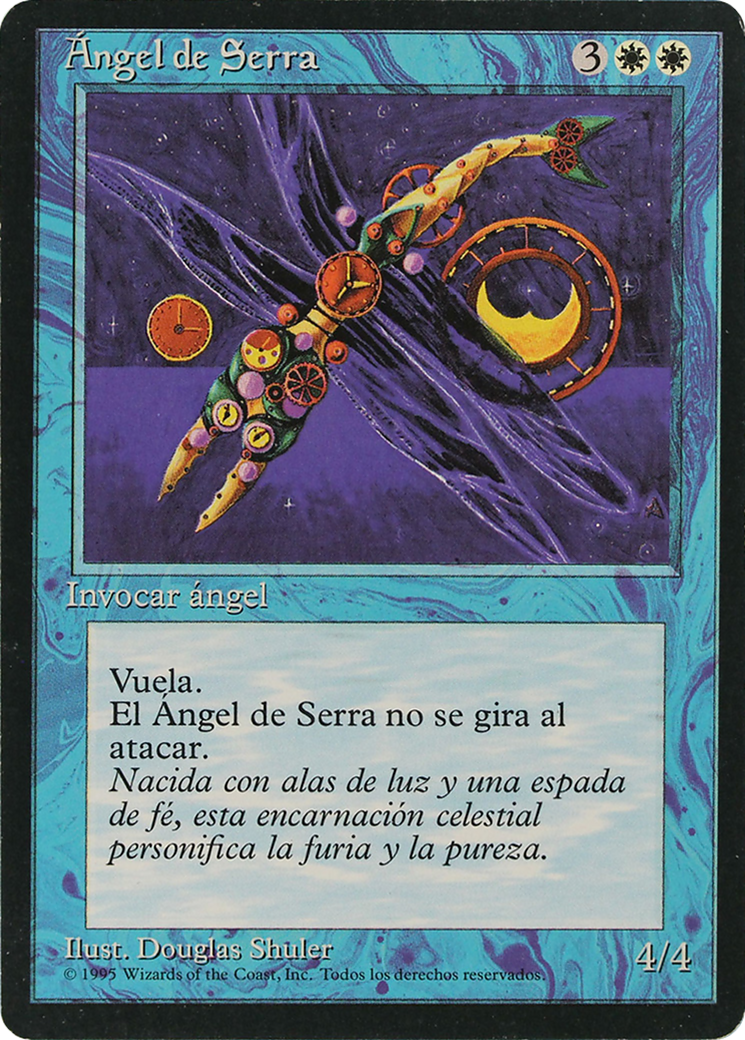 Ángel de Serra 3
Invocar ángel
Vuela.
El Ángel de Serra no se gira al
atacar.
Nacida con alas de luz y una espada
de fé, esta encarnación celestial
personifica la furia y la pureza.
Ilust. Douglas Shuler
4/4
© 1995 Wizards of the Coast, Inc. Todos los derechos reservados.